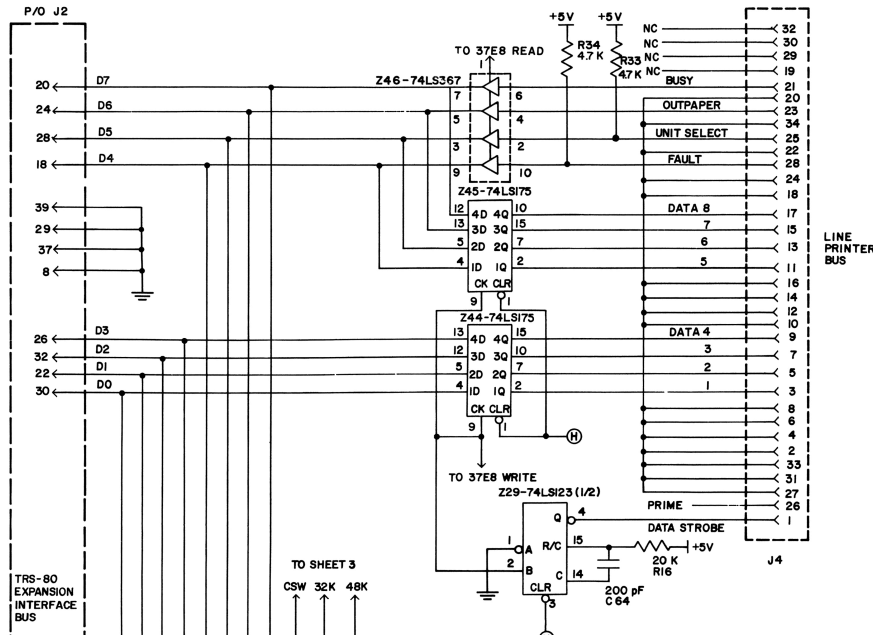 P/O J2
+5V +5V
R34
4.7 K
R33
4.7K
NC 32
NC 30
NC 29
NC 19
TO 37E8 READ
1
Z46-74LS367
20 D7 7 6 BUSY 21
20
24 D6 5 4 OUTPAPER 23
34
28 D5 3 2 UNIT SELECT 25
22
18 D4 9 10 FAULT 28
24
18
Z45-74LS175
39
29
37
8
12 4D 4Q 10 DATA 8 17
13 3D 3Q 15 7 15
5 2D 2Q 7 6 13
4 1D 1Q 2 5 11
CK CLR
9 1
16
14
12
10
LINE
PRINTER
BUS
Z44-74LS175
26 D3 13 4D 4Q 15 DATA 4 9
32 D2 12 3D 3Q 10 3 7
22 D1 5 2D 2Q 7 2 5
30 D0 4 1D 1Q 2 1 3
CK CLR
9 1
H
8
6
4
2
33
31
27
TO 37E8 WRITE
Z29-74LS123 (1/2)
PRIME 26
Q 4 1
DATA STROBE
1 A R/C 15
+5V
20 K
R16
2 B C 14
CLR
3
200 pF
C64
J4
TO SHEET 3
CSW 32K 48K
TRS-80
EXPANSION
INTERFACE
BUS